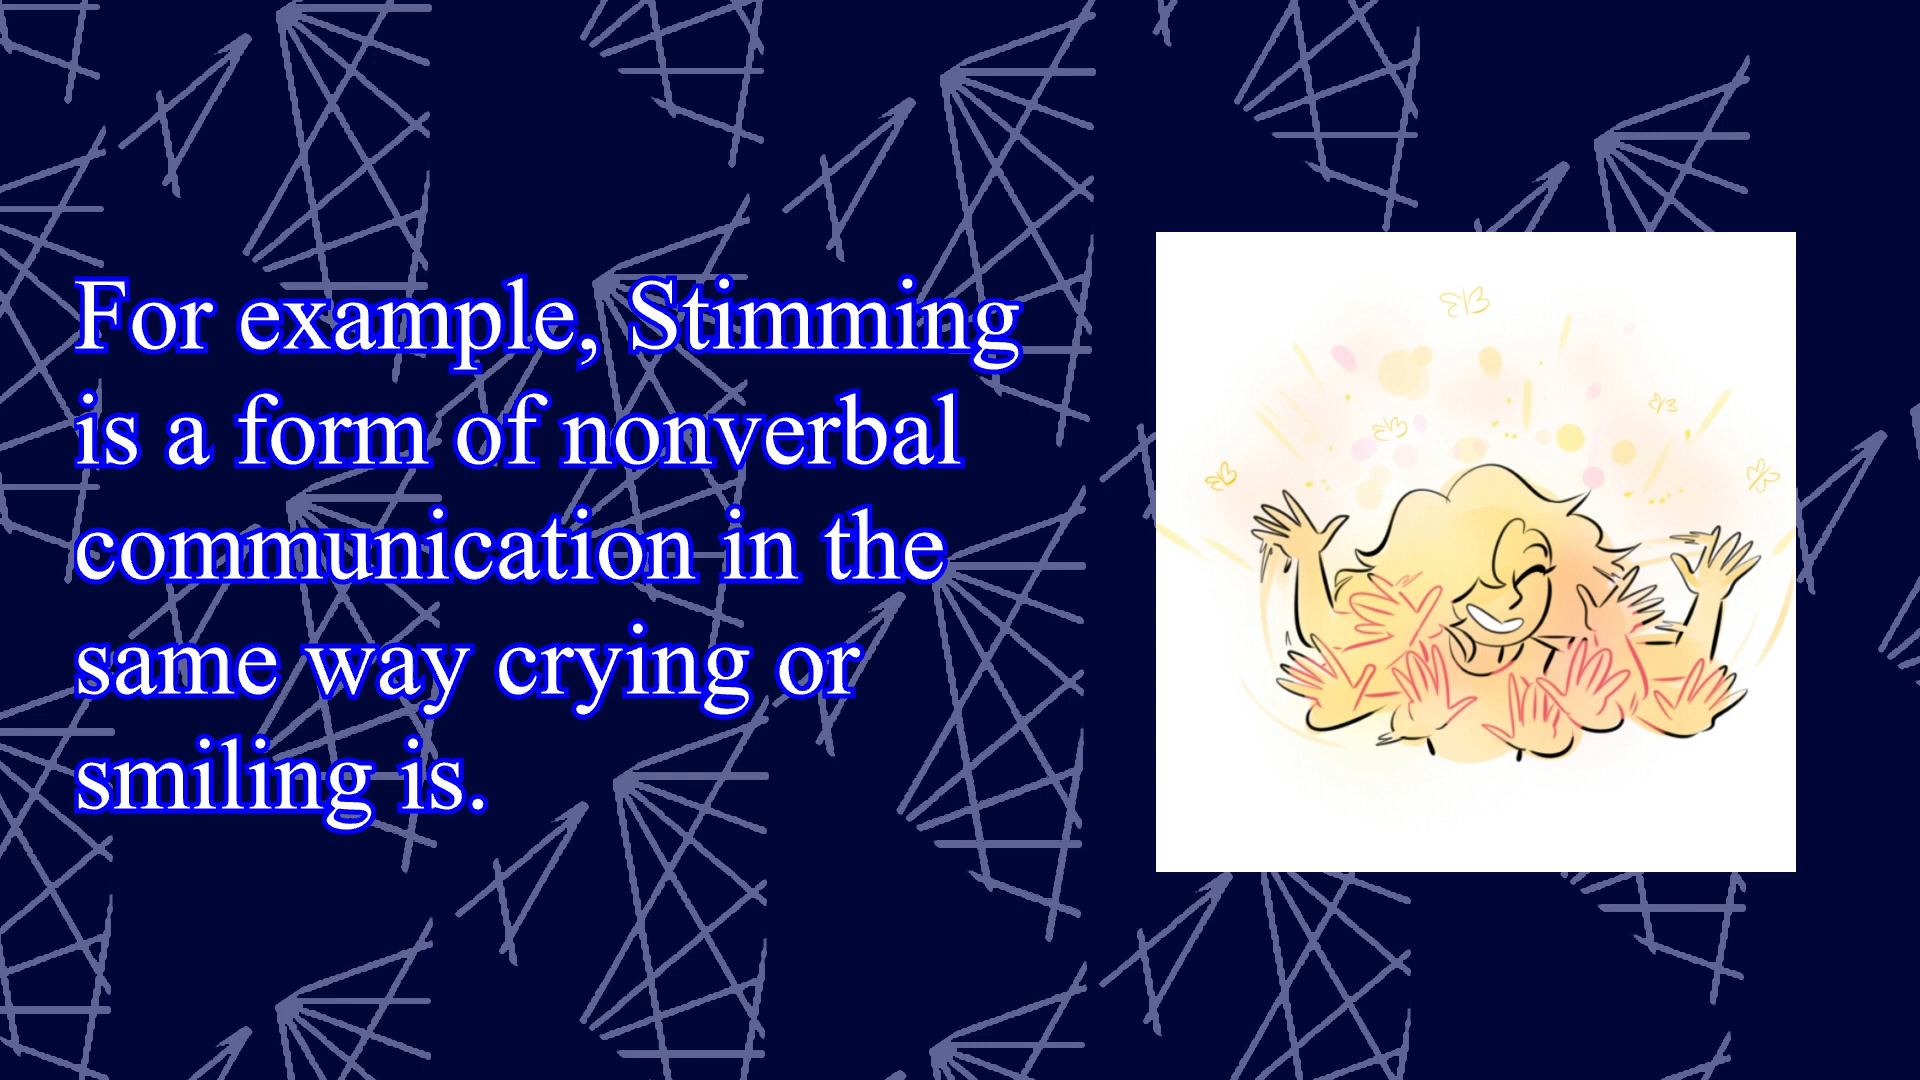 For example, Stimming
is a form of nonverbal
communication in the
same way crying or
smiling is.